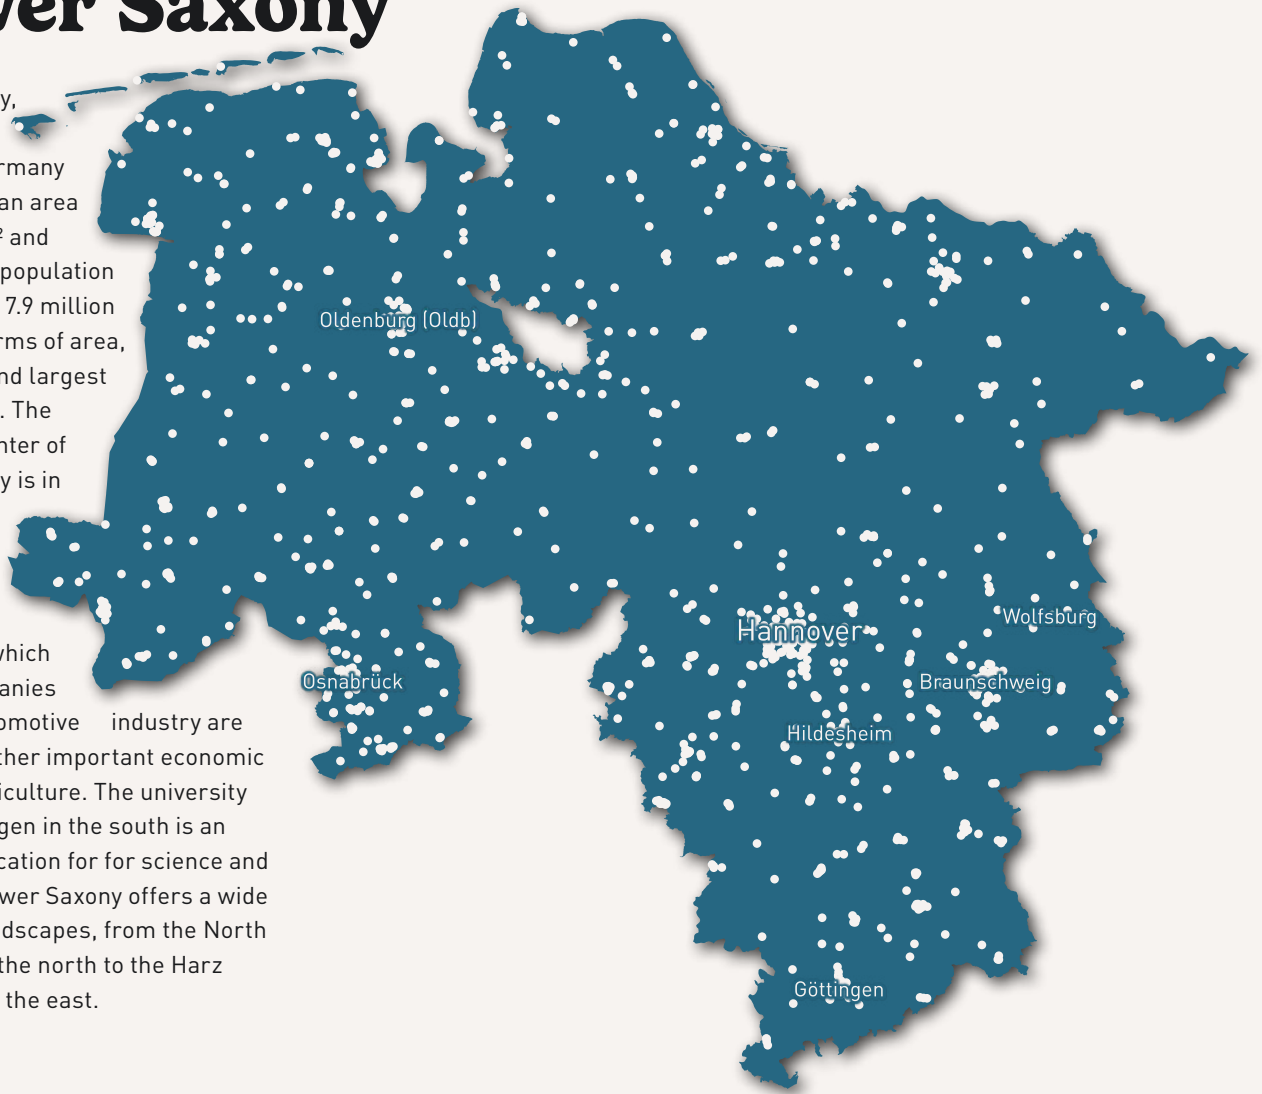 wer Saxony
y,
rmany
an area
² and
population
7.9 million
rms of area,
nd largest
. The
nter of
y is in
which
anies
omotive industry are
ther important economic
iculture. The university
gen in the south is an
cation for for science and
wer Saxony offers a wide
dscapes, from the North
the north to the Harz
the east.
Oldenburg (Oldb)
Wolfsburg
Hannover
Osnabrück
Braunschweig
Hildesheim
Göttingen